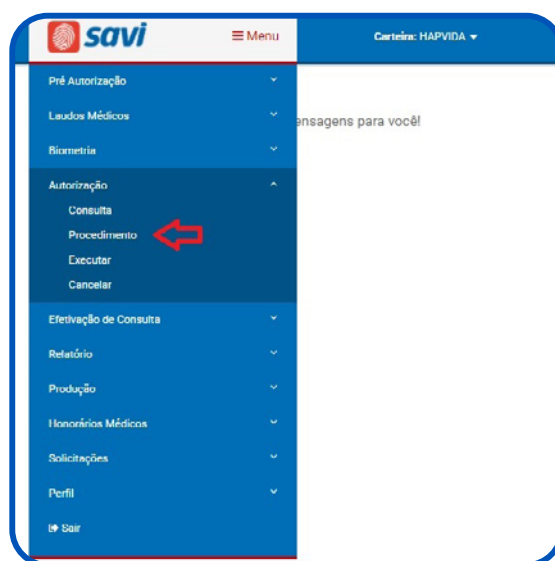 savi
Menu
Carteira: HAPVIDA
Pré Autorização
Laudos Médicos
ensagens para você!
Biometria
Autorização
Consulta
Procedimento
Executar
Cancelar
Efetivação de Consulta
Relatório
Produção
Honorários Médicos
Solicitações
Perfil
Sair